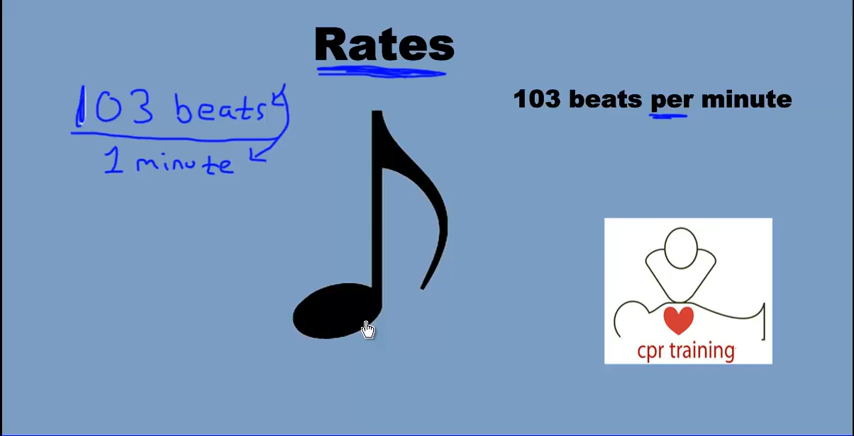 Rates
103 beats
1 minute
103 beats per minute
cpr training